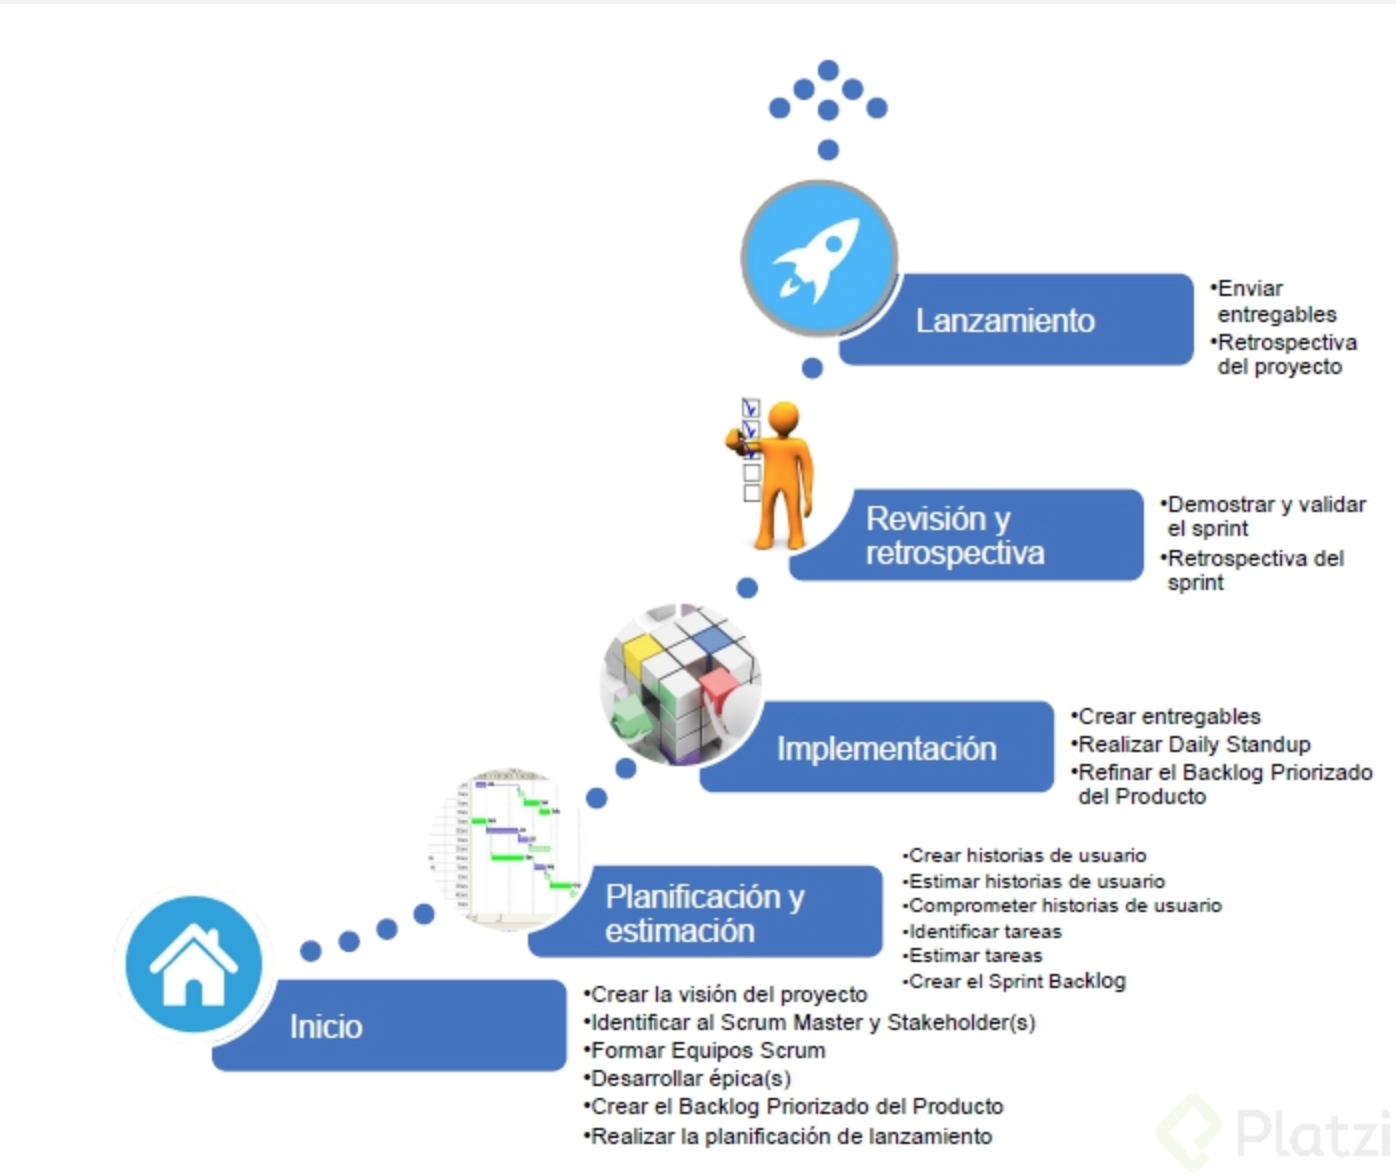 Lanzamiento
•Enviar
entregables
•Retrospectiva
del proyecto
Revisión y
retrospectiva
•Demostrar y validar
el sprint
•Retrospectiva del
sprint
Implementación
•Crear entregables
•Realizar Daily Standup
•Refinar el Backlog Priorizado
del Producto
Planificación y
estimación
•Crear historias de usuario
•Estimar historias de usuario
•Comprometer historias de usuario
•Identificar tareas
•Estimar tareas
•Crear el Sprint Backlog
Inicio
•Crear la visión del proyecto
•Identificar al Scrum Master y Stakeholder(s)
•Formar Equipos Scrum
•Desarrollar épica(s)
•Crear el Backlog Priorizado del Producto
•Realizar la planificación de lanzamiento
Platzi